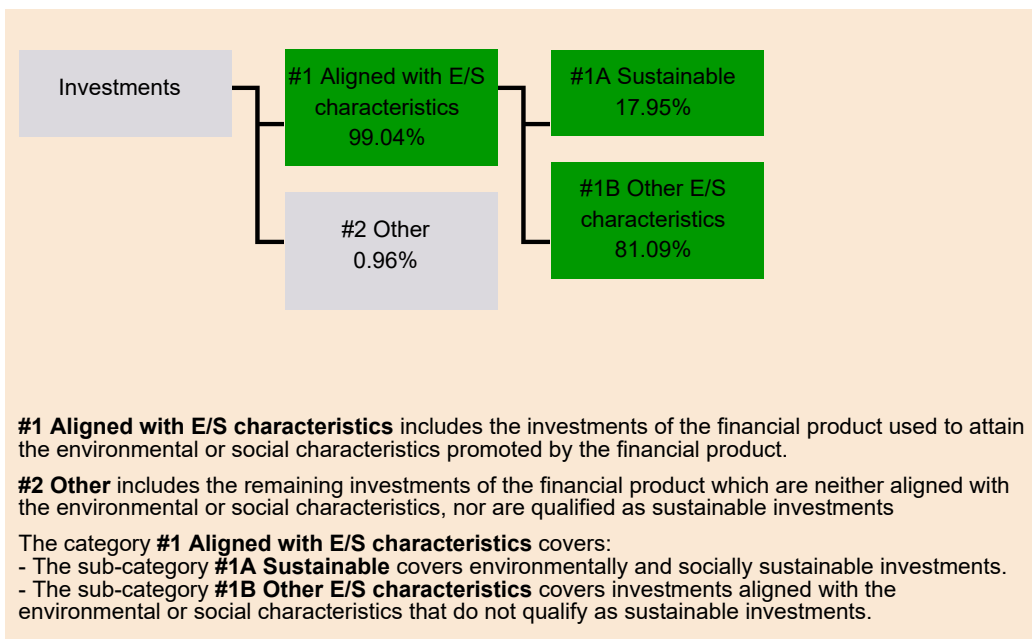 Investments
#1 Aligned with E/S
characteristics
99.04%
#1A Sustainable
17.95%
#2 Other
0.96%
#1B Other E/S
characteristics
81.09%
#1 Aligned with E/S characteristics includes the investments of the financial product used to attain
the environmental or social characteristics promoted by the financial product.
#2 Other includes the remaining investments of the financial product which are neither aligned with
the environmental or social characteristics, nor are qualified as sustainable investments
The category #1 Aligned with E/S characteristics covers:
- The sub-category #1A Sustainable covers environmentally and socially sustainable investments.
- The sub-category #1B Other E/S characteristics covers investments aligned with the
environmental or social characteristics that do not qualify as sustainable investments.